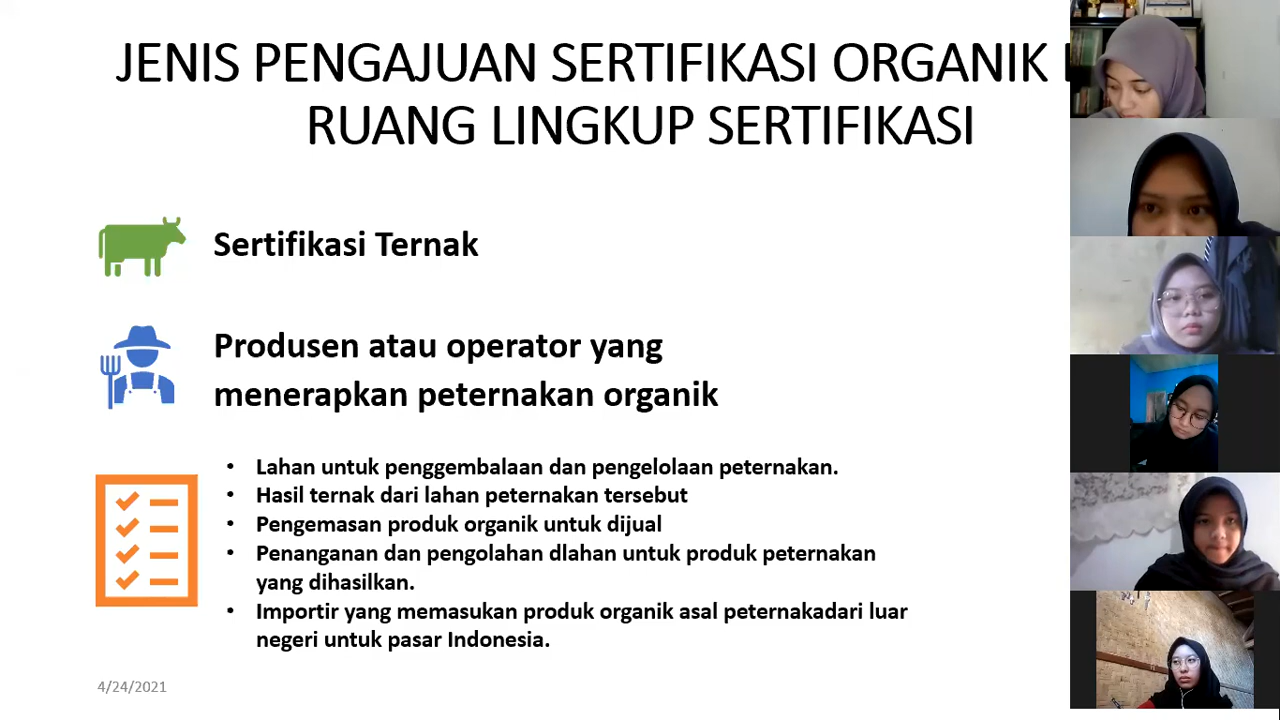 JENIS PENGAJUAN SERTIFIKASI ORGANIK
RUANG LINGKUP SERTIFIKASI
Sertifikasi Ternak
Produsen atau operator yang
menerapkan peternakan organik
• Lahan untuk penggembalaan dan pengelolaan peternakan.
• Hasil ternak dari lahan peternakan tersebut
• Pengemasan produk organik untuk dijual
• Penanganan dan pengolahan dlahan untuk produk peternakan
yang dihasilkan.
• Importir yang memasukan produk organik asal peternakadari luar
negeri untuk pasar Indonesia.
4/24/2021